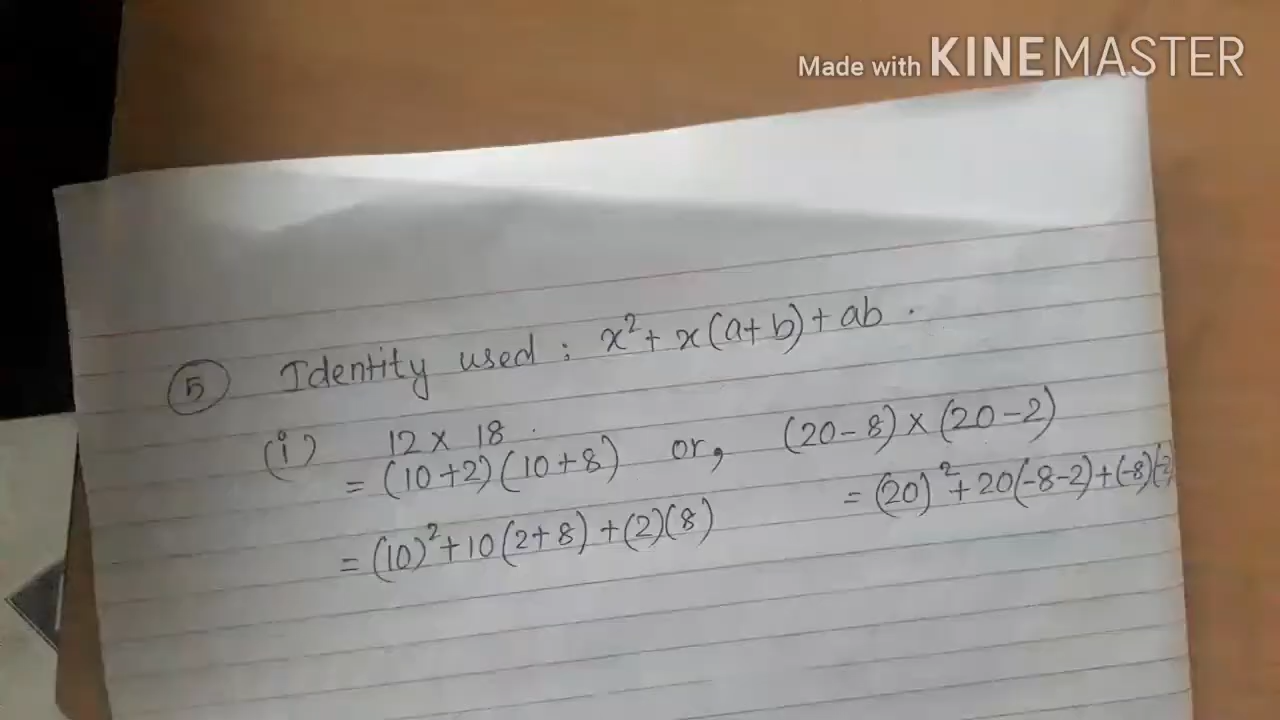 Made with KINEMASTER
5 Identity used : x² + x(a+b) + ab .
(i) 12 × 18 .
= (10+2)(10+8) or, (20-8)×(20-2)
= (10)² + 10(2+8) + (2)(8) = (20)² + 20(-8-2) + (-8)(-2)